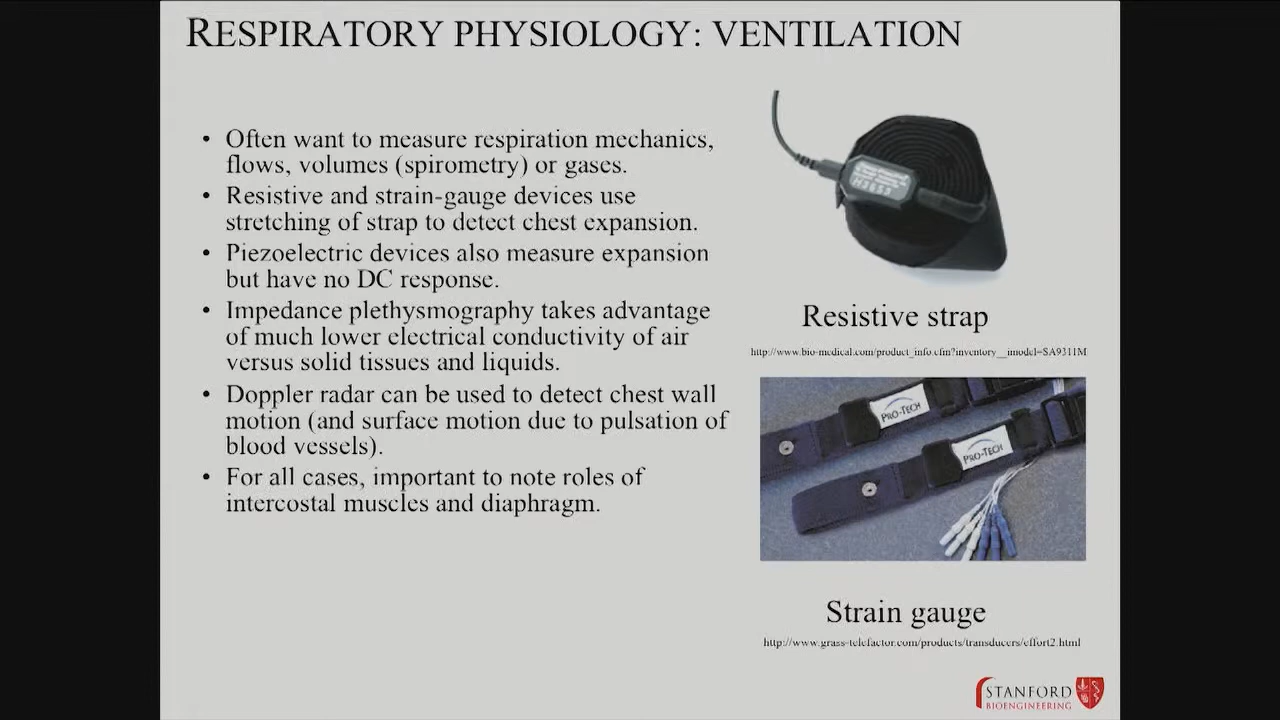 RESPIRATORY PHYSIOLOGY: VENTILATION
• Often want to measure respiration mechanics,
flows, volumes (spirometry) or gases.
• Resistive and strain-gauge devices use
stretching of strap to detect chest expansion.
• Piezoelectric devices also measure expansion
but have no DC response.
• Impedance plethysmography takes advantage
of much lower electrical conductivity of air
versus solid tissues and liquids.
• Doppler radar can be used to detect chest wall
motion (and surface motion due to pulsation of
blood vessels).
• For all cases, important to note roles of
intercostal muscles and diaphragm.
Resistive strap
http://www.bio-medical.com/product_info.cfm?inventory__imodel=SA9311M
PRO-TECH
PRO-TECH
Strain gauge
http://www.grass-telefactor.com/products/transducers/effort2.html
STANFORD
BIOENGINEERING